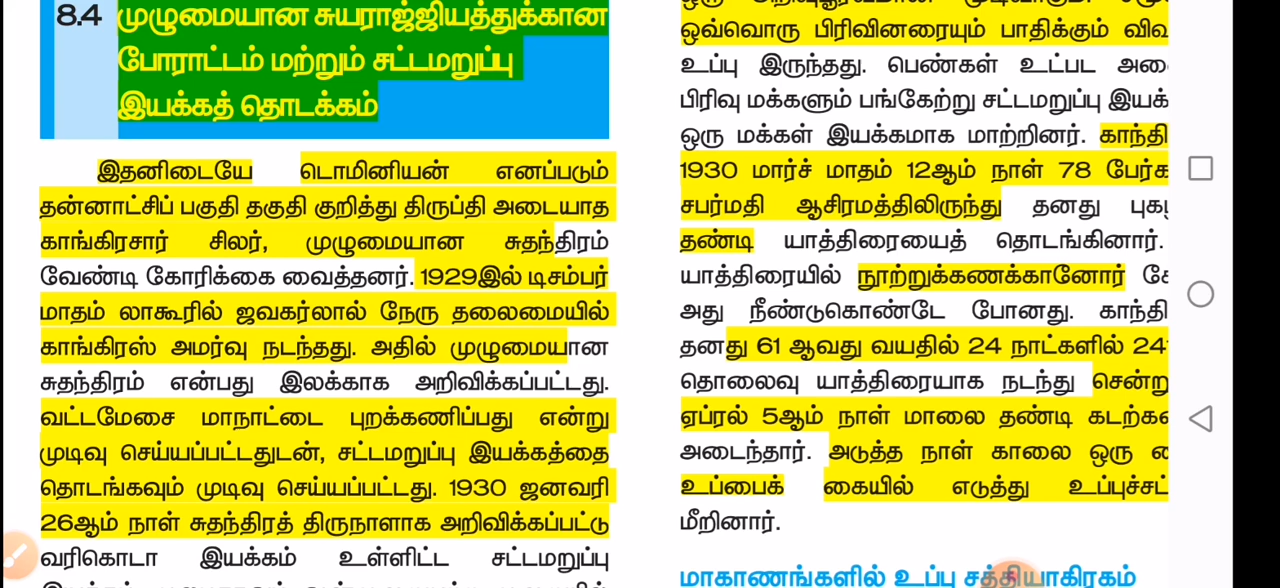 8.4 முழுமையான சுயராஜ்ஜியத்துக்கான
போராட்டம் மற்றும் சட்டமறுப்பு
இயக்கத் தொடக்கம்
இதனிடையே டொமினியன் எனப்படும்
தன்னாட்சிப் பகுதி தகுதி குறித்து திருப்தி அடையாத
காங்கிரசார் சிலர், முழுமையான சுதந்திரம்
வேண்டி கோரிக்கை வைத்தனர். 1929இல் டிசம்பர்
மாதம் லாகூரில் ஜவகர்லால் நேரு தலைமையில்
காங்கிரஸ் அமர்வு நடந்தது. அதில் முழுமையான
சுதந்திரம் என்பது இலக்காக அறிவிக்கப்பட்டது.
வட்டமேசை மாநாட்டை புறக்கணிப்பது என்று
முடிவு செய்யப்பட்டதுடன், சட்டமறுப்பு இயக்கத்தை
தொடங்கவும் முடிவு செய்யப்பட்டது. 1930 ஜனவரி
26ஆம் நாள் சுதந்திரத் திருநாளாக அறிவிக்கப்பட்டு
வரிகொடா இயக்கம் உள்ளிட்ட சட்டமறுப்பு
ஒவ்வொரு பிரிவினரையும் பாதிக்கும்
உப்பு இருந்தது. பெண்கள் உட்பட
பிரிவு மக்களும் பங்கேற்று சட்டமறுப்பு
ஒரு மக்கள் இயக்கமாக மாற்றினர். காந்தி
1930 மார்ச் மாதம் 12ஆம் நாள் 78
சபர்மதி ஆசிரமத்திலிருந்து தனது
தண்டி யாத்திரையைத் தொடங்கினார்.
யாத்திரையில் நூற்றுக்கணக்கானோர்
அது நீண்டுகொண்டே போனது. காந்தி
தனது 61 ஆவது வயதில் 24 நாட்களில்
தொலைவு யாத்திரையாக நடந்து
ஏப்ரல் 5ஆம் நாள் மாலை தண்டி
அடைந்தார். அடுத்த நாள் காலை ஒரு
உப்பைக் கையில் எடுத்து
மீறினார்.
மாகாணங்களில் உப்பு சத்தியாகிரகம்